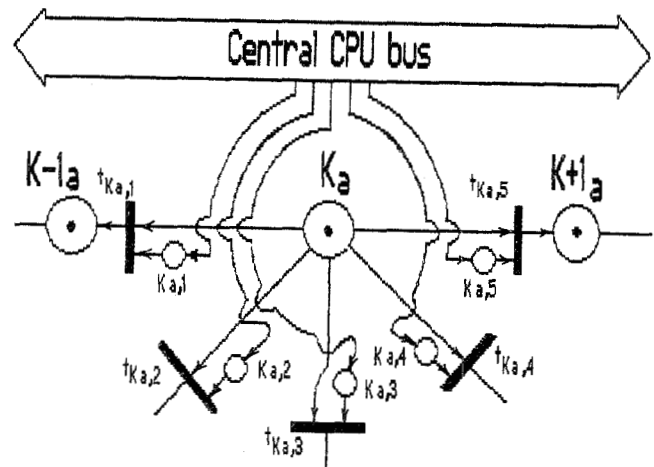 Central CPU bus
K-1a
tKa,1
Ka
tKa,5
K+1a
Ka,1
Ka,5
tKa,2
Ka,2
Ka,3
Ka,4
tKa,4
tKa,3